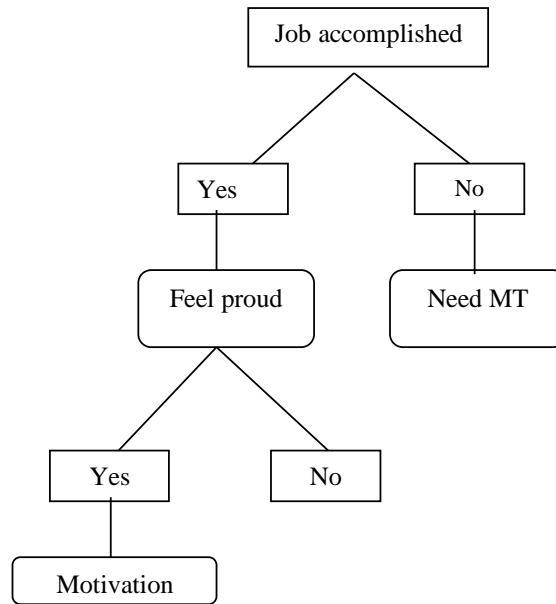 Job accomplished
Yes
No
Feel proud
Need MT
Yes
No
Motivation